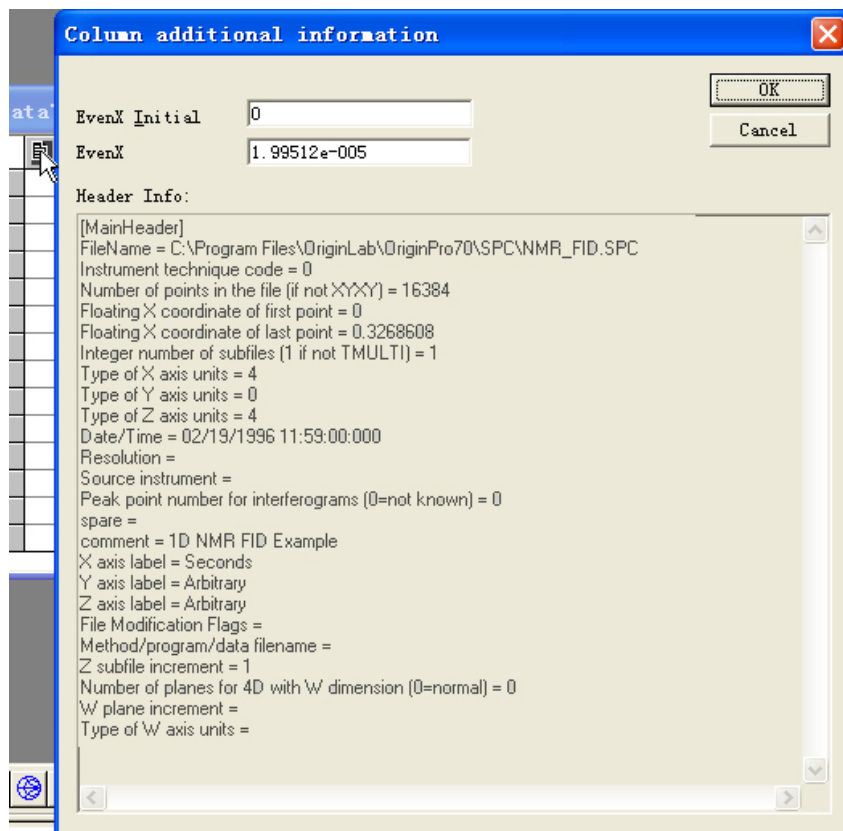 Column additional information
ata
OK
EvenX Initial 0
Cancel
EvenX 1.99512e-005
Header Info:
[MainHeader]
FileName = C:\Program Files\OriginLab\OriginPro70\SPC\NMR_FID.SPC
Instrument technique code = 0
Number of points in the file (if not XYXY) = 16384
Floating X coordinate of first point = 0
Floating X coordinate of last point = 0.3268608
Integer number of subfiles (1 if not TMULTI) = 1
Type of X axis units = 4
Type of Y axis units = 0
Type of Z axis units = 4
Date/Time = 02/19/1996 11:59:00:000
Resolution =
Source instrument =
Peak point number for interferograms (0=not known) = 0
spare =
comment = 1D NMR FID Example
X axis label = Seconds
Y axis label = Arbitrary
Z axis label = Arbitrary
File Modification Flags =
Method/program/data filename =
Z subfile increment = 1
Number of planes for 4D with W dimension (0=normal) = 0
W plane increment =
Type of W axis units =